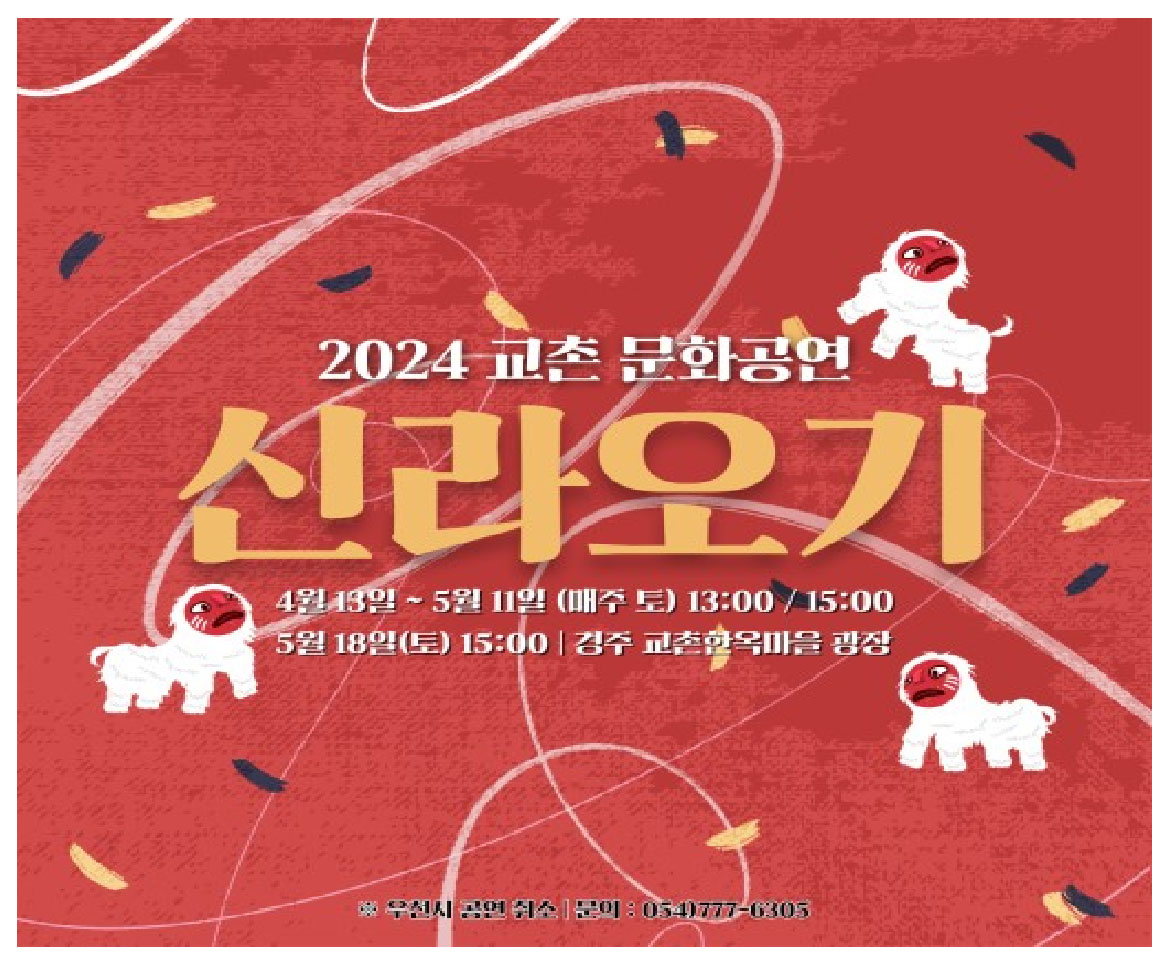 2024 교촌 문화공연
신라오기
4월 13일 ~ 5월 11일 (매주 토) 13:00 / 15:00
5월 18일(토) 15:00 | 경주 교촌한옥마을 광장
※ 우천시 공연 취소 | 문의 : 054)777-6305